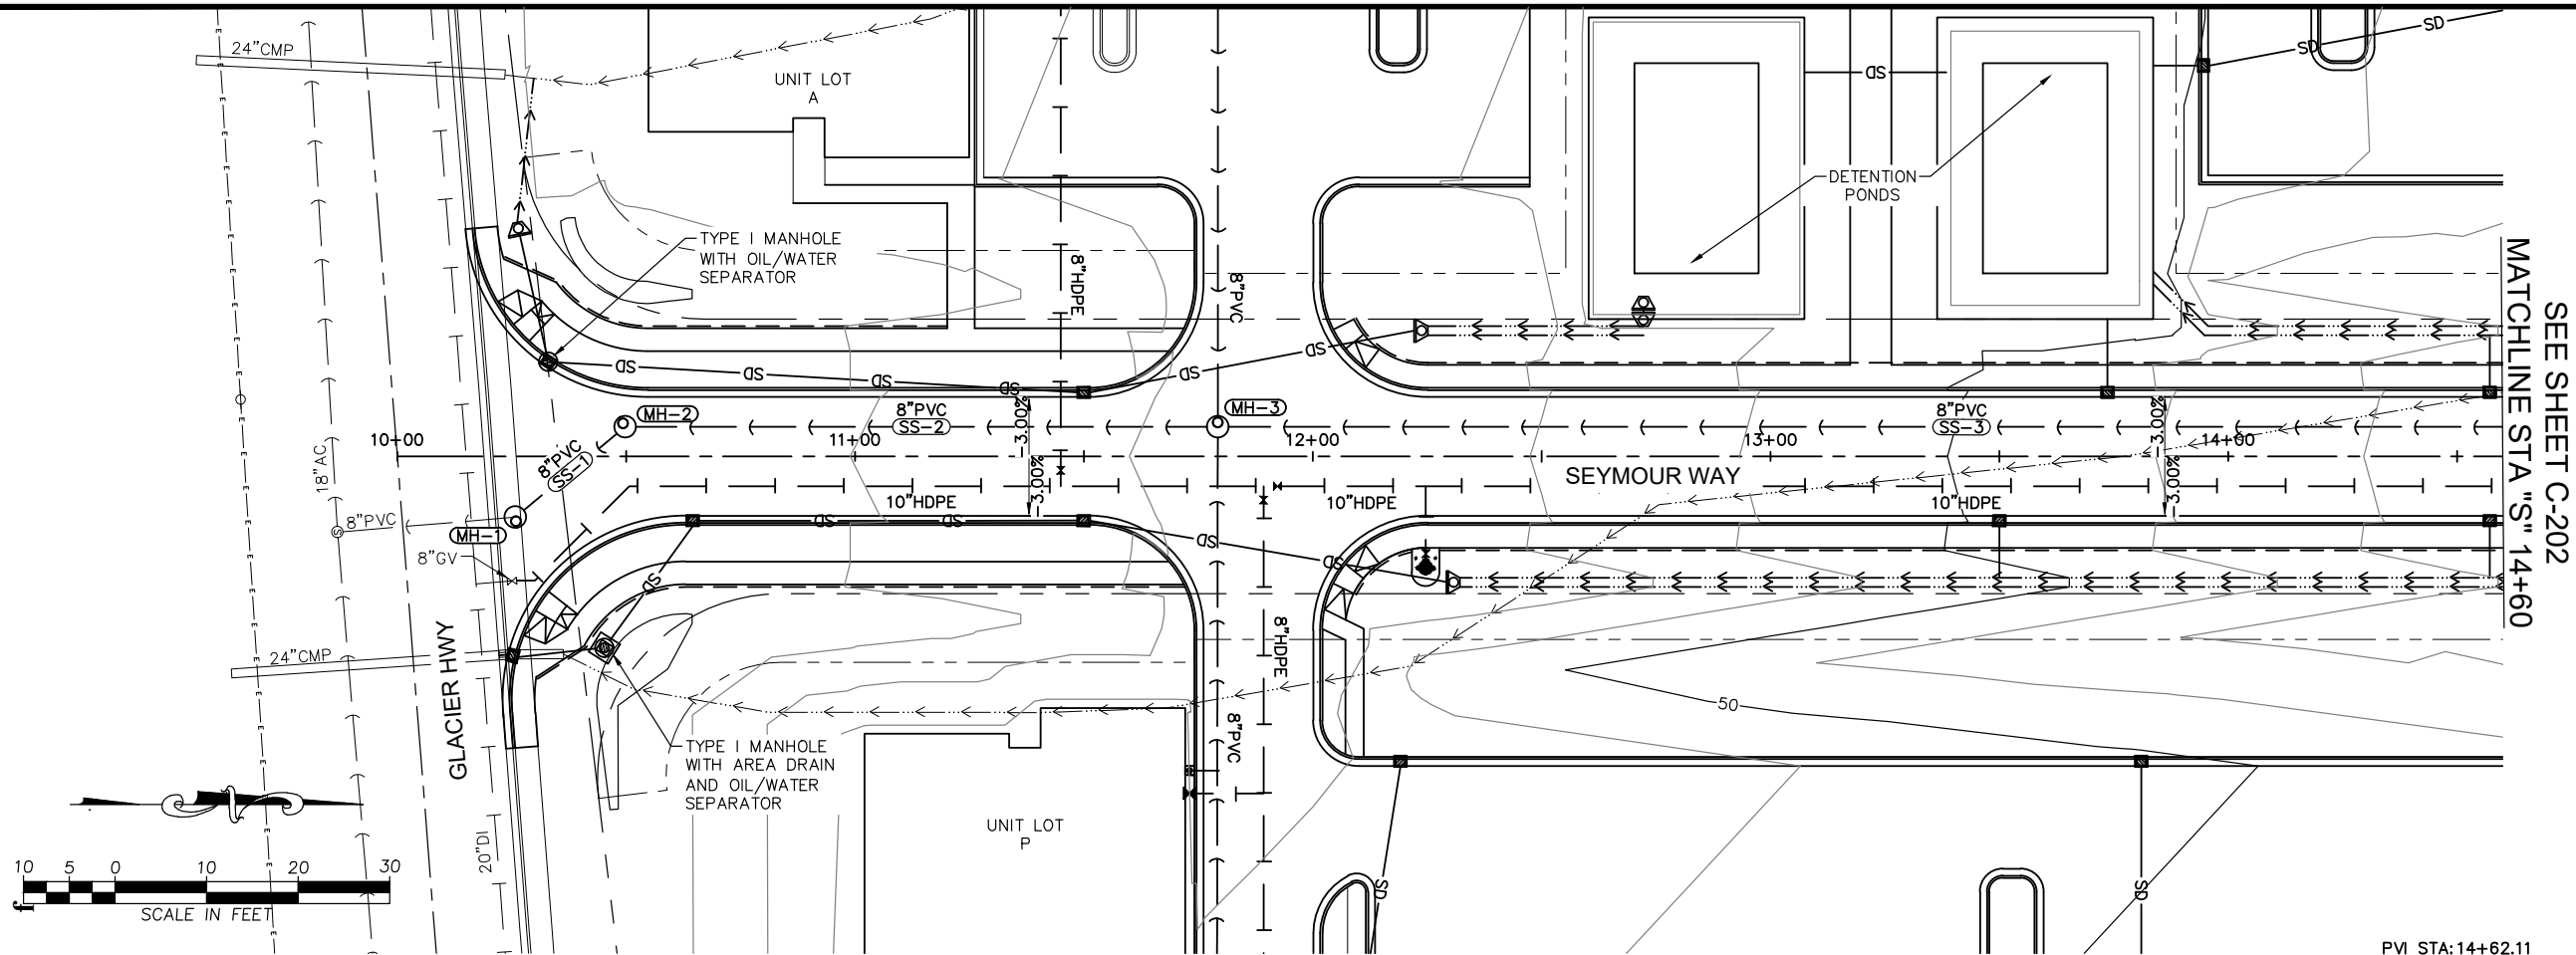 24"CMP
UNIT LOT
A
SD
SD
SD
DETENTION
PONDS
TYPE I MANHOLE
WITH OIL/WATER
SEPARATOR
8"HDPE
8"PVC
SEE SHEET C-202
MATCHLINE STA "S" 14+60
SD
SD
SD
SD
SD
SD
MH-2
8"PVC
SS-2
MH-3
8"PVC
SS-3
10+00
11+00
12+00
13+00
14+00
-3.00%
-3.00%
-3.00%
-3.00%
8"PVC
SS-1
18"AC
SEYMOUR WAY
10"HDPE
10"HDPE
10"HDPE
8"PVC
MH-1
8"GV
SD
SD
SD
SD
SD
24"CMP
GLACIER HWY
8"HDPE
8"PVC
50
TYPE I MANHOLE
WITH AREA DRAIN
AND OIL/WATER
SEPARATOR
UNIT LOT
P
20"DI
SD
SD
10 5 0 10 20 30
SCALE IN FEET
f
PVI STA:14+62.11